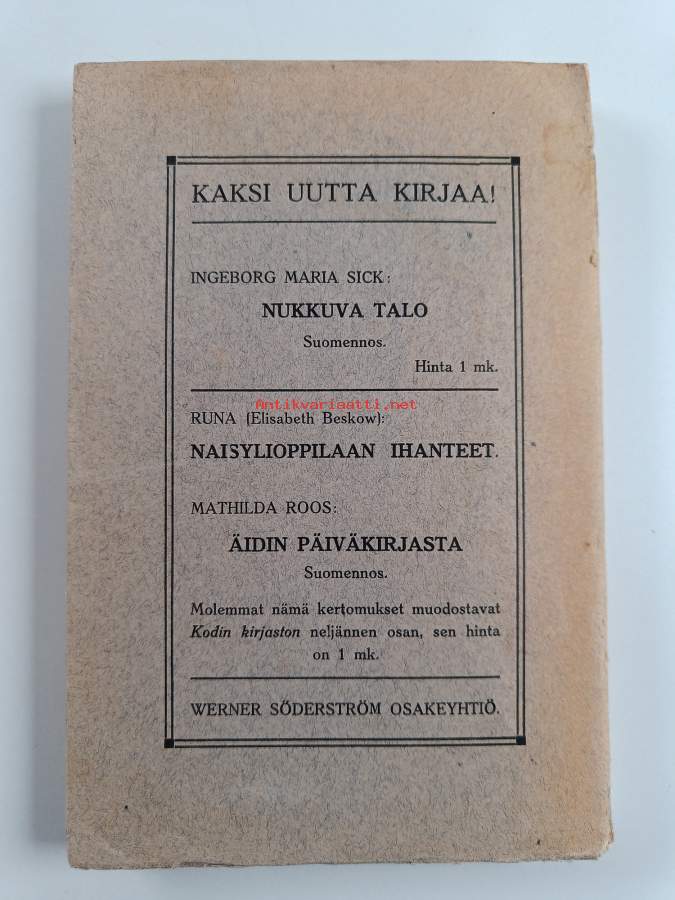 KAKSI UUTTA KIRJAA!
INGEBORG MARIA SICK:
NUKKUVA TALO
Suomennos.
Hinta 1 mk.
Antikvariaatti.net
RUNA (Elisabeth Beskow):
NAISYLIOPPILAAN IHANTEET.
MATHILDA ROOS:
ÄIDIN PÄIVÄKIRJASTA
Suomennos.
Molemmat nämä kertomukset muodostavat
Kodin kirjaston neljännen osan, sen hinta
on 1 mk.
WERNER SÖDERSTRÖM OSAKEYHTIÖ.